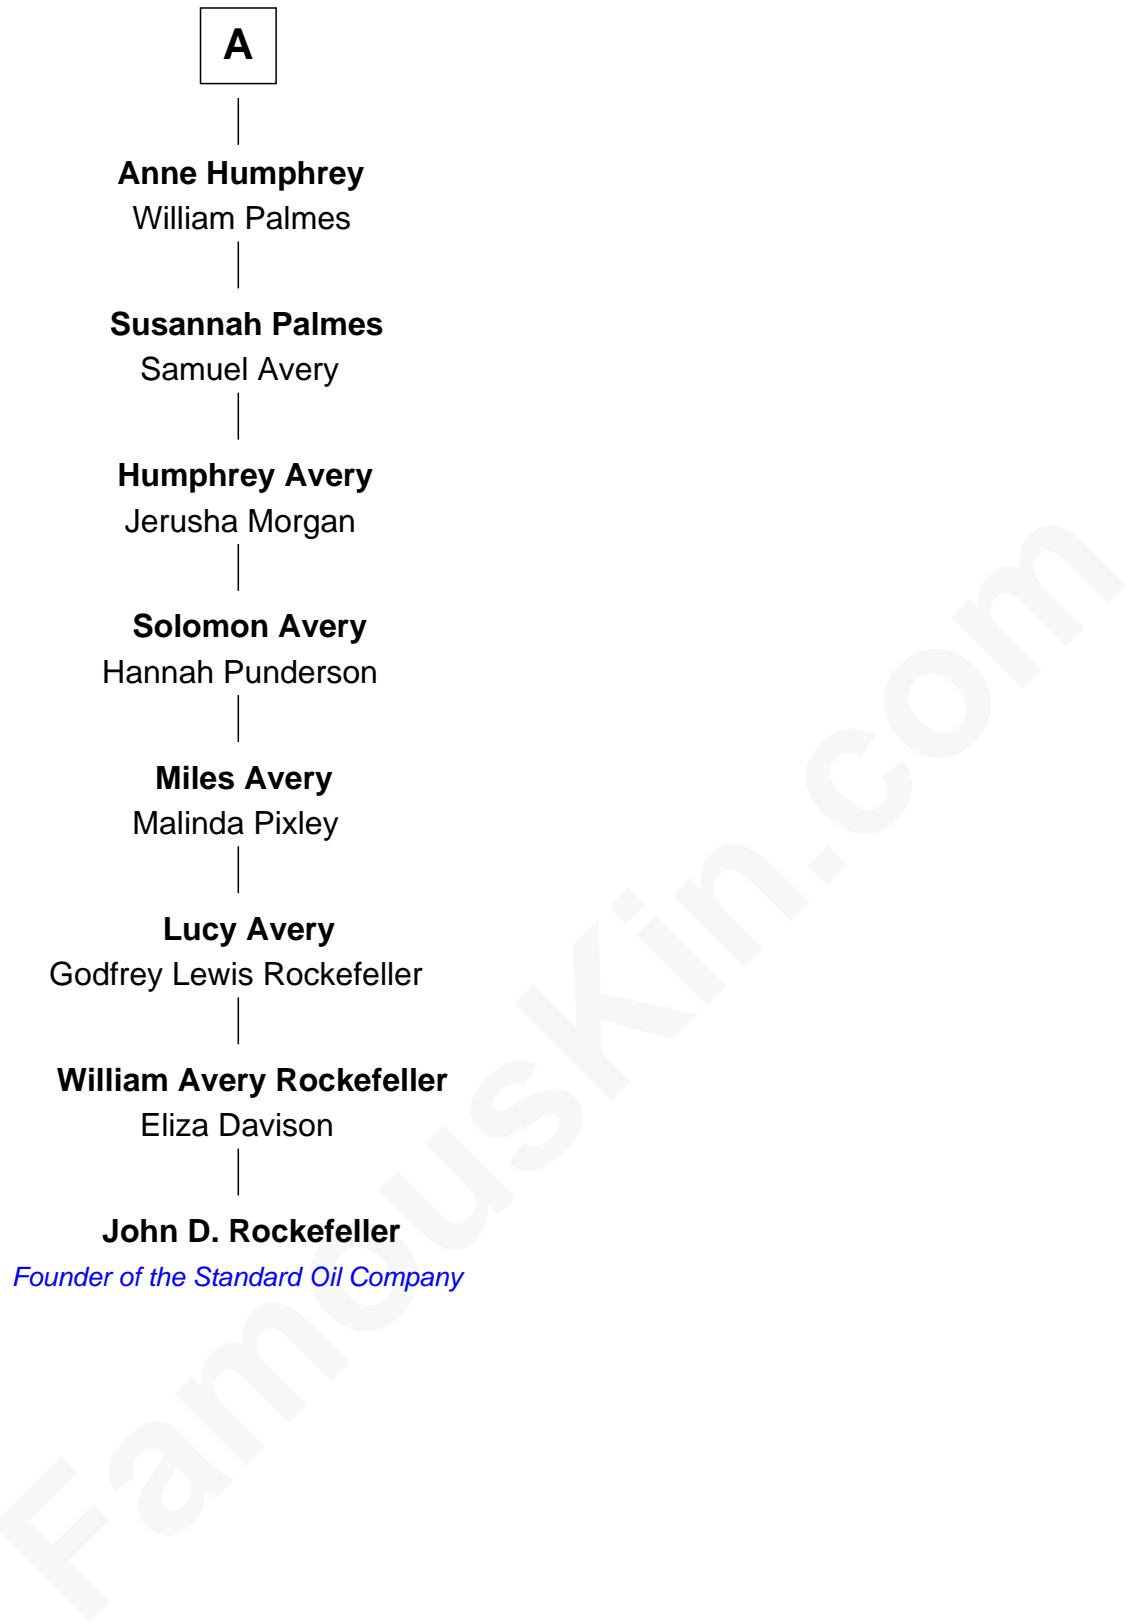 A
Anne Humphrey
William Palmes
Susannah Palmes
Samuel Avery
Humphrey Avery
Jerusha Morgan
Solomon Avery
Hannah Punderson
Miles Avery
Malinda Pixley
Lucy Avery
Godfrey Lewis Rockefeller
William Avery Rockefeller
Eliza Davison
John D. Rockefeller
Founder of the Standard Oil Company
FamousKin.com